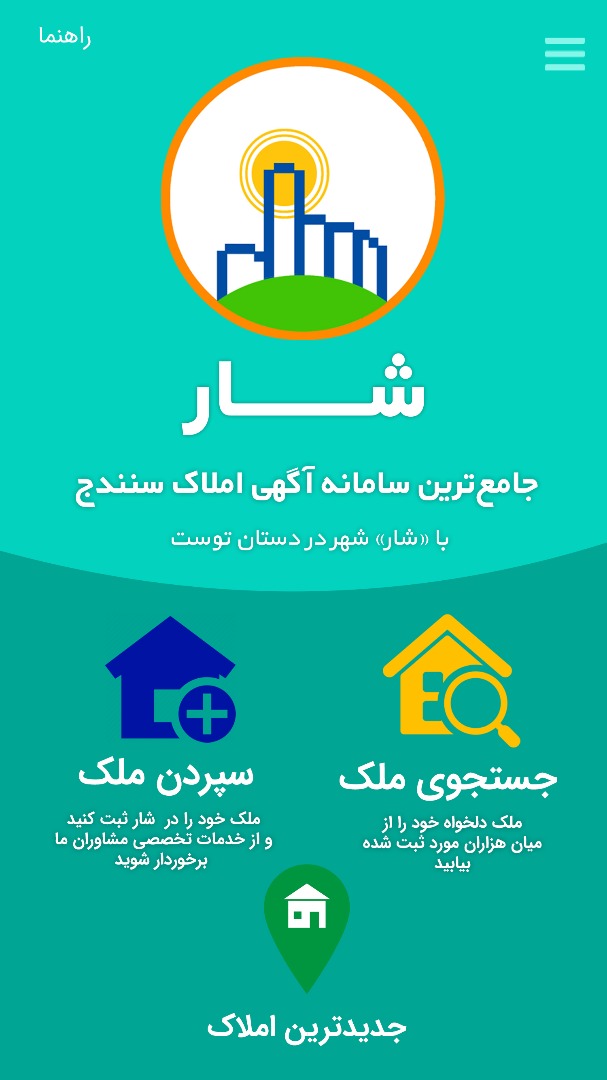 راهنما
شـــار
جامع‌ترین سامانه آگهی املاک سنندج
با «شار» شهر در دستان توست
جستجوی ملک
ملک دلخواه خود را از
میان هزاران مورد ثبت شده
بیابید
سپردن ملک
ملک خود را در شار ثبت کنید
و از خدمات تخصصی مشاوران ما
برخوردار شوید
جدیدترین املاک